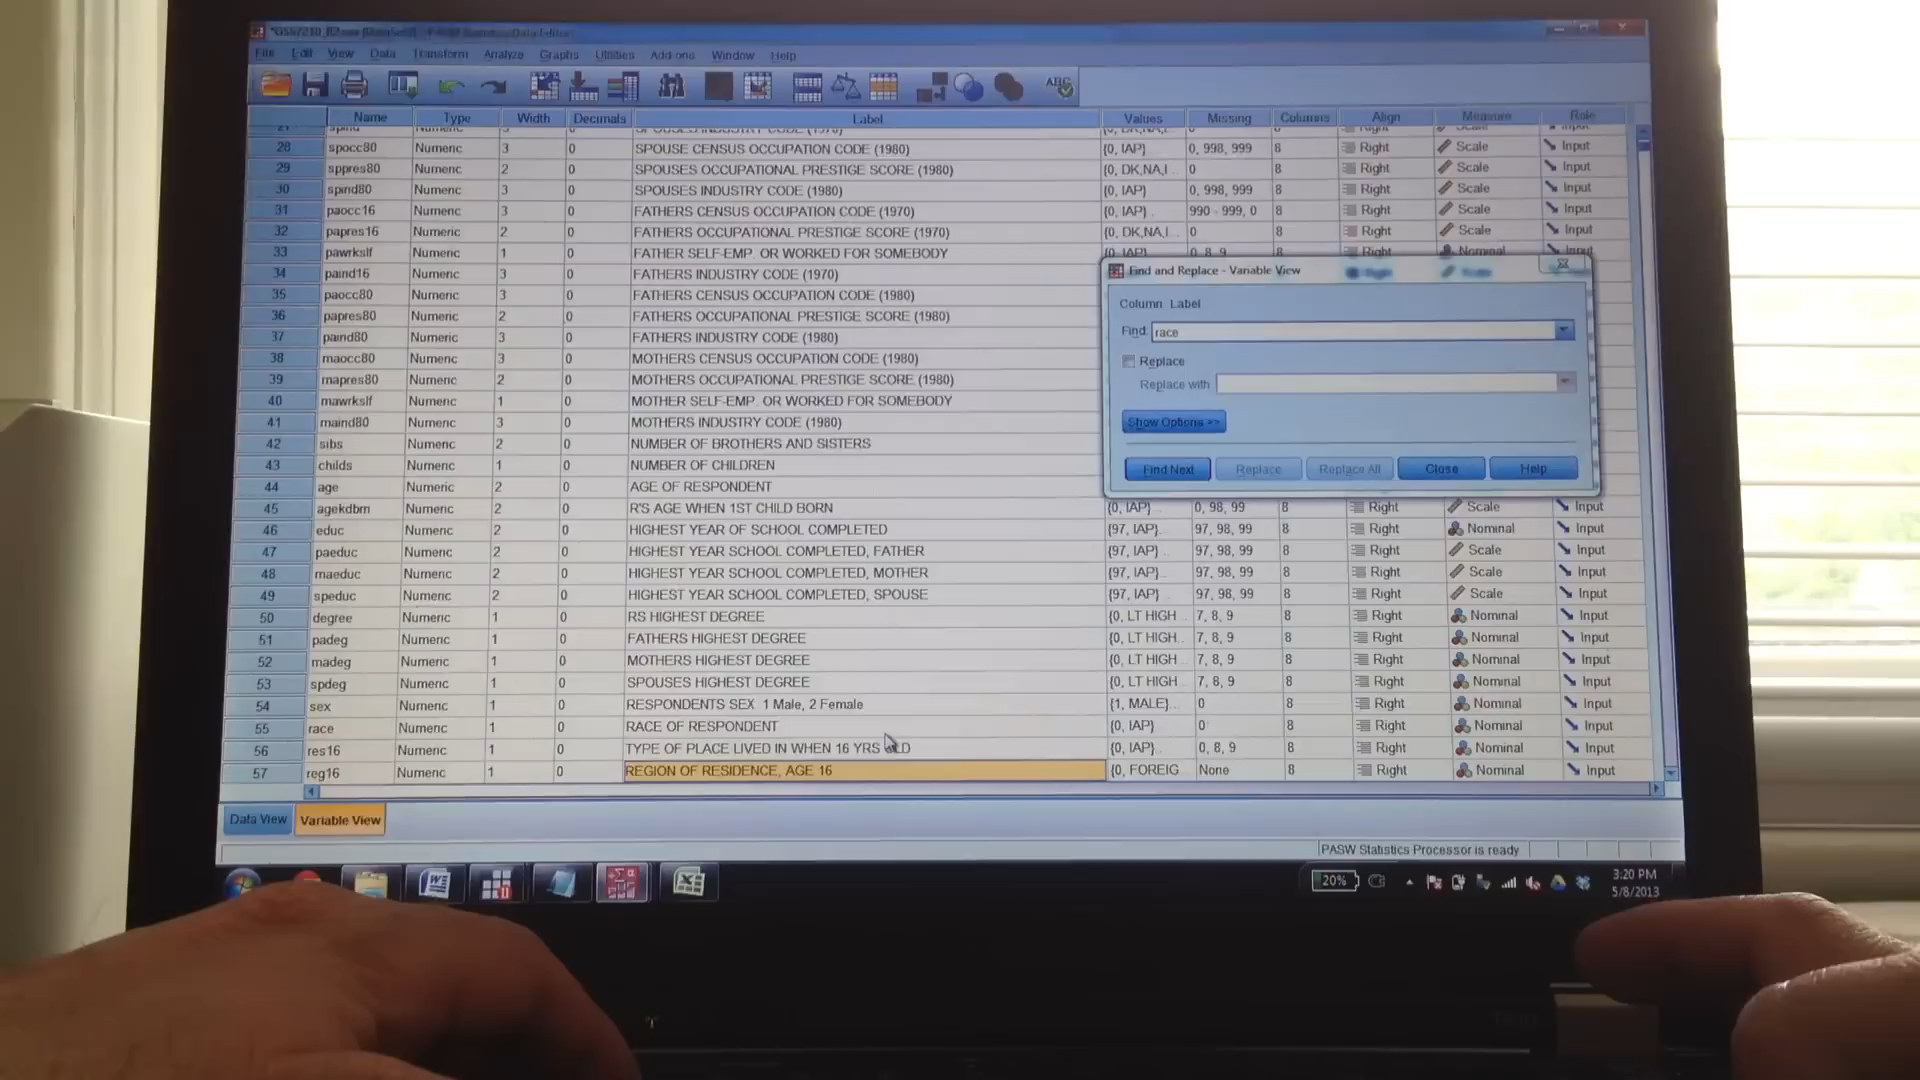 File Edit View Data Transform Analyze Graphs Utilities Add-ons Window Help
ABC
Name Type Width Decimals Label Values Missing Columns Align Measure Role
28 spocc80 Numeric 3 0 SPOUSE CENSUS OCCUPATION CODE (1980) {0, IAP} 0, 998, 999 8 Right Scale Input
29 sppres80 Numeric 2 0 SPOUSES OCCUPATIONAL PRESTIGE SCORE (1980) {0, DK,NA,I... 0 8 Right Scale Input
30 spind80 Numeric 3 0 SPOUSES INDUSTRY CODE (1980) {0, IAP} 0, 998, 999 8 Right Scale Input
31 paocc16 Numeric 3 0 FATHERS CENSUS OCCUPATION CODE (1970) {0, IAP} 990 - 999, 0 8 Right Scale Input
32 papres16 Numeric 2 0 FATHERS OCCUPATIONAL PRESTIGE SCORE (1970) {0, DK,NA,I... 0 8 Right Scale Input
33 pawrkslf Numeric 1 0 FATHER SELF-EMP. OR WORKED FOR SOMEBODY {0, IAP} 0, 8, 9 8 Right Nominal Input
34 paind16 Numeric 3 0 FATHERS INDUSTRY CODE (1970)
35 paocc80 Numeric 3 0 FATHERS CENSUS OCCUPATION CODE (1980)
36 papres80 Numeric 2 0 FATHERS OCCUPATIONAL PRESTIGE SCORE (1980)
37 paind80 Numeric 3 0 FATHERS INDUSTRY CODE (1980)
38 maocc80 Numeric 3 0 MOTHERS CENSUS OCCUPATION CODE (1980)
39 mapres80 Numeric 2 0 MOTHERS OCCUPATIONAL PRESTIGE SCORE (1980)
40 mawrkslf Numeric 1 0 MOTHER SELF-EMP. OR WORKED FOR SOMEBODY
41 maind80 Numeric 3 0 MOTHERS INDUSTRY CODE (1980)
42 sibs Numeric 2 0 NUMBER OF BROTHERS AND SISTERS
43 childs Numeric 1 0 NUMBER OF CHILDREN
44 age Numeric 2 0 AGE OF RESPONDENT
45 agekdbrn Numeric 2 0 R'S AGE WHEN 1ST CHILD BORN {0, IAP}... 0, 98, 99 8 Right Scale Input
46 educ Numeric 2 0 HIGHEST YEAR OF SCHOOL COMPLETED {97, IAP}... 97, 98, 99 8 Right Nominal Input
47 paeduc Numeric 2 0 HIGHEST YEAR SCHOOL COMPLETED, FATHER {97, IAP}... 97, 98, 99 8 Right Scale Input
48 maeduc Numeric 2 0 HIGHEST YEAR SCHOOL COMPLETED, MOTHER {97, IAP}... 97, 98, 99 8 Right Scale Input
49 speduc Numeric 2 0 HIGHEST YEAR SCHOOL COMPLETED, SPOUSE {97, IAP}... 97, 98, 99 8 Right Scale Input
50 degree Numeric 1 0 RS HIGHEST DEGREE {0, LT HIGH... 7, 8, 9 8 Right Nominal Input
51 padeg Numeric 1 0 FATHERS HIGHEST DEGREE {0, LT HIGH... 7, 8, 9 8 Right Nominal Input
52 madeg Numeric 1 0 MOTHERS HIGHEST DEGREE {0, LT HIGH... 7, 8, 9 8 Right Nominal Input
53 spdeg Numeric 1 0 SPOUSES HIGHEST DEGREE {0, LT HIGH... 7, 8, 9 8 Right Nominal Input
54 sex Numeric 1 0 RESPONDENTS SEX 1 Male, 2 Female {1, MALE}... 0 8 Right Nominal Input
55 race Numeric 1 0 RACE OF RESPONDENT {0, IAP}... 0 8 Right Nominal Input
56 res16 Numeric 1 0 TYPE OF PLACE LIVED IN WHEN 16 YRS OLD {0, IAP}... 0, 8, 9 8 Right Nominal Input
57 reg16 Numeric 1 0 REGION OF RESIDENCE, AGE 16 {0, FOREIG... None 8 Right Nominal Input
Find and Replace - Variable View
Column Label
Find: race
Replace
Replace with
Show Options >>
Find Next Replace Replace All Close Help
Data View Variable View
PASW Statistics Processor is ready
20%
3:20 PM
5/8/2013